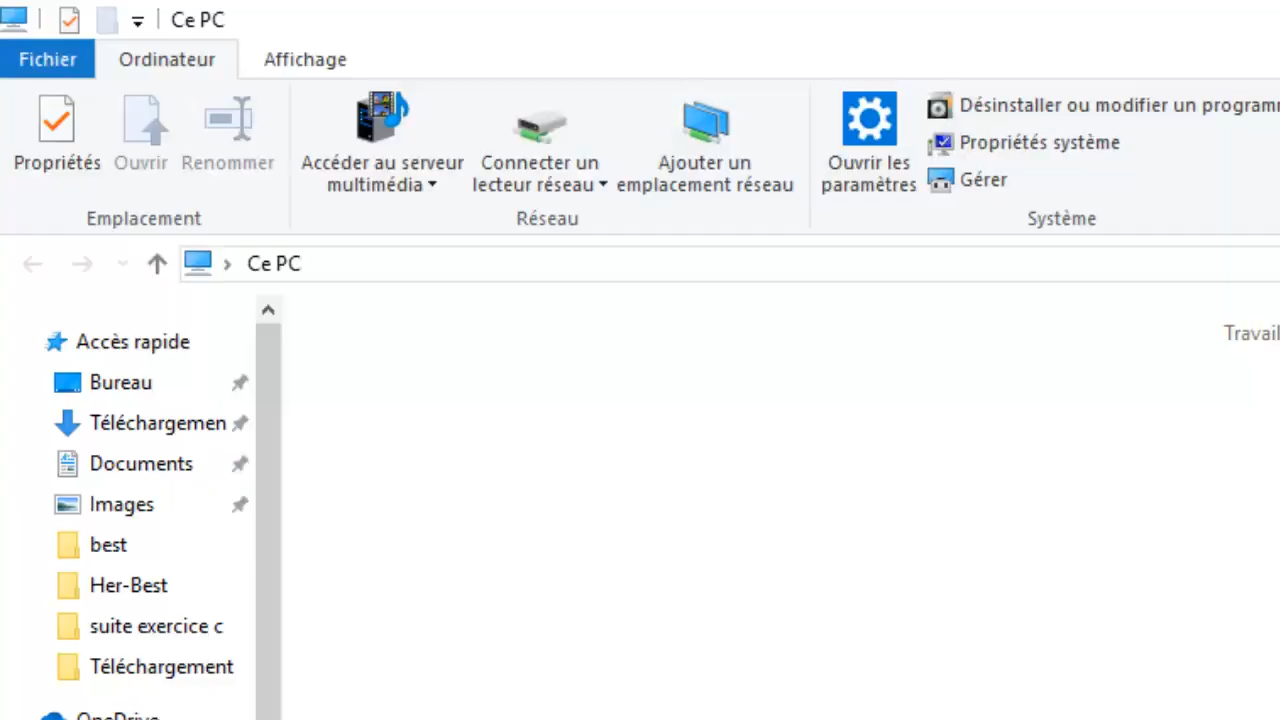 Ce PC
Fichier Ordinateur Affichage
Propriétés Ouvrir Renommer
Emplacement
Accéder au serveur
multimédia
Connecter un
lecteur réseau
Ajouter un
emplacement réseau
Réseau
Ouvrir les
paramètres
Désinstaller ou modifier un programm
Propriétés système
Gérer
Système
Ce PC
Travail
Accès rapide
Bureau
Téléchargemen
Documents
Images
best
Her-Best
suite exercice c
Téléchargement
OneDrive